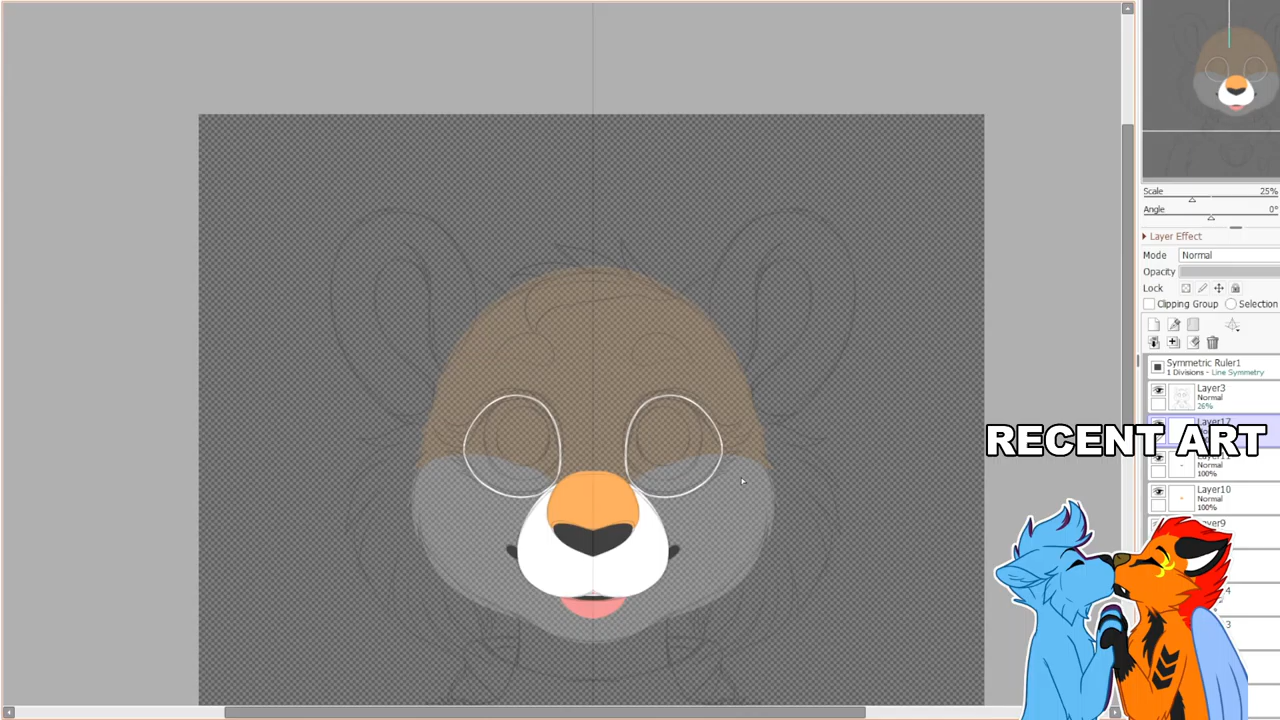 Scale 25%
Angle 0°
Layer Effect
Mode Normal
Opacity
Lock
Clipping Group Selection
Symmetric Ruler1
1 Divisions - Line Symmetry
Layer3
Normal
26%
RECENT ART
Normal
100%
Layer10
Normal
100%